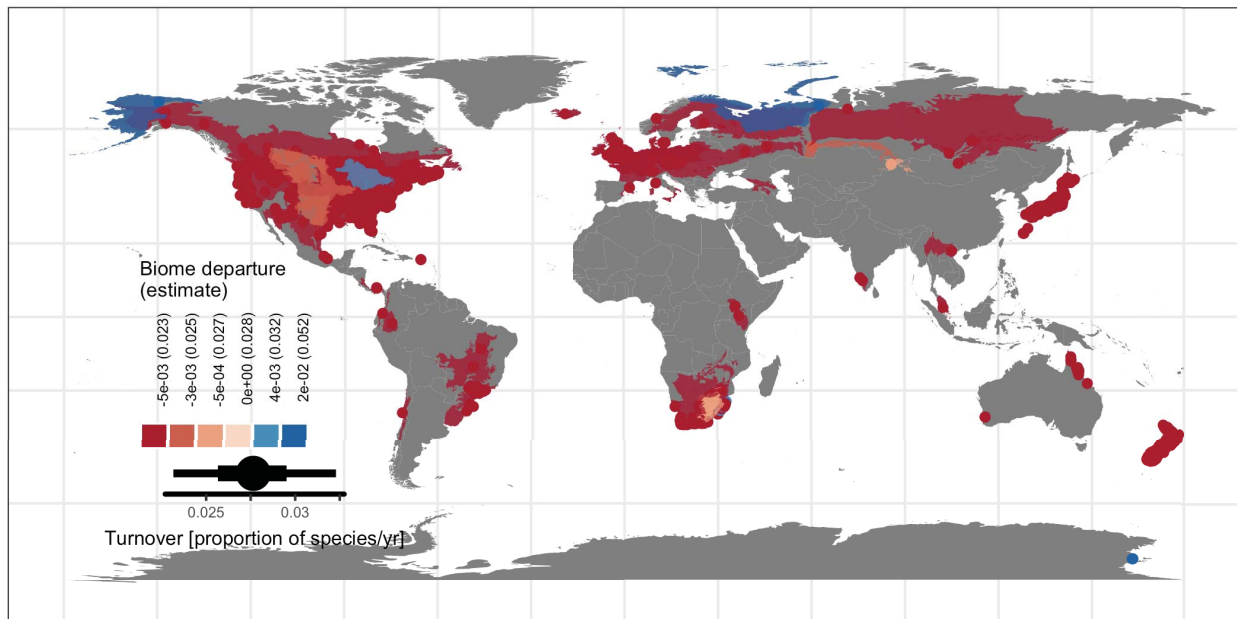 Biome departure
(estimate)
-5e-03 (0.023)
-3e-03 (0.025)
-5e-04 (0.027)
0e+00 (0.028)
4e-03 (0.032)
2e-02 (0.052)
0.025
0.03
Turnover [proportion of species/yr]